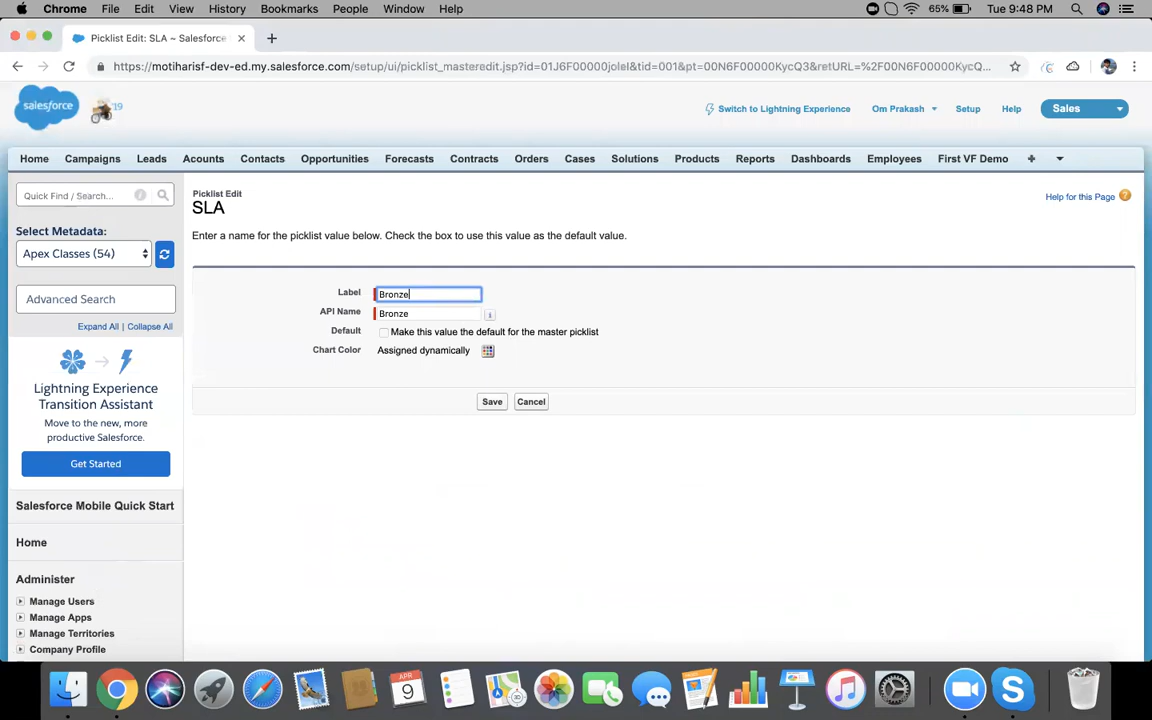 Chrome File Edit View History Bookmarks People Window Help 65% Tue 9:48 PM
Picklist Edit: SLA ~ Salesforce
https://motiharisf-dev-ed.my.salesforce.com/setup/ui/picklist_masteredit.jsp?id=01J6F00000jolel&tid=001&pt=00N6F00000KycQ3&retURL=%2F00N6F00000KycQ...
salesforce '19 Switch to Lightning Experience Om Prakash Setup Help Sales
Home Campaigns Leads Acounts Contacts Opportunities Forecasts Contracts Orders Cases Solutions Products Reports Dashboards Employees First VF Demo +
Quick Find / Search...
Select Metadata:
Apex Classes (54)
Advanced Search
Expand All | Collapse All
Lightning Experience
Transition Assistant
Move to the new, more
productive Salesforce.
Get Started
Salesforce Mobile Quick Start
Home
Administer
Manage Users
Manage Apps
Manage Territories
Company Profile
Picklist Edit
SLA
Help for this Page ?
Enter a name for the picklist value below. Check the box to use this value as the default value.
Label Bronze
API Name Bronze i
Default Make this value the default for the master picklist
Chart Color Assigned dynamically
Save Cancel
APR
9